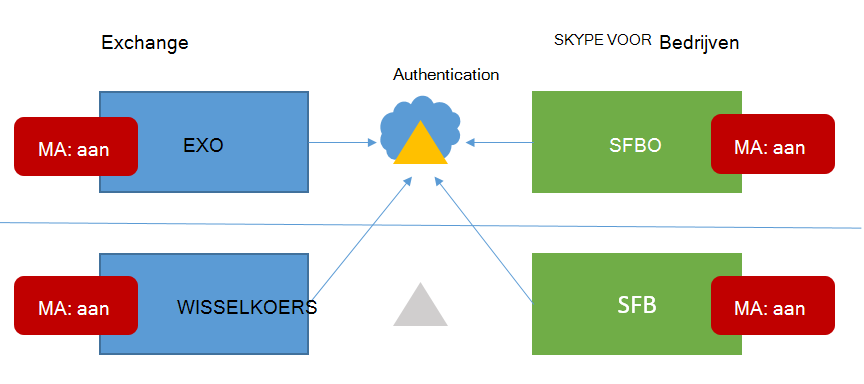 Exchange
SKYPE VOOR Bedrijven
Authentication
MA: aan
EXO
SFBO
MA: aan
MA: aan
WISSELKOERS
SFB
MA: aan